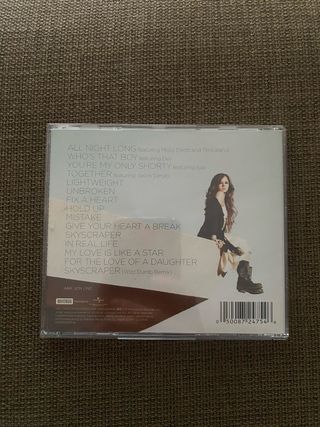 ALL NIGHT LONG featuring Missy Elliott and Timbaland
WHO'S THAT BOY featuring Dev
YOU'RE MY ONLY SHORTY featuring Iyaz
TOGETHER featuring Jason Derulo
LIGHTWEIGHT
UNBROKEN
FIX A HEART
HOLD UP
MISTAKE
GIVE YOUR HEART A BREAK
SKYSCRAPER
IN REAL LIFE
MY LOVE IS LIKE A STAR
FOR THE LOVE OF A DAUGHTER
SKYSCRAPER (Wizz Dumb Remix)
50087 24754